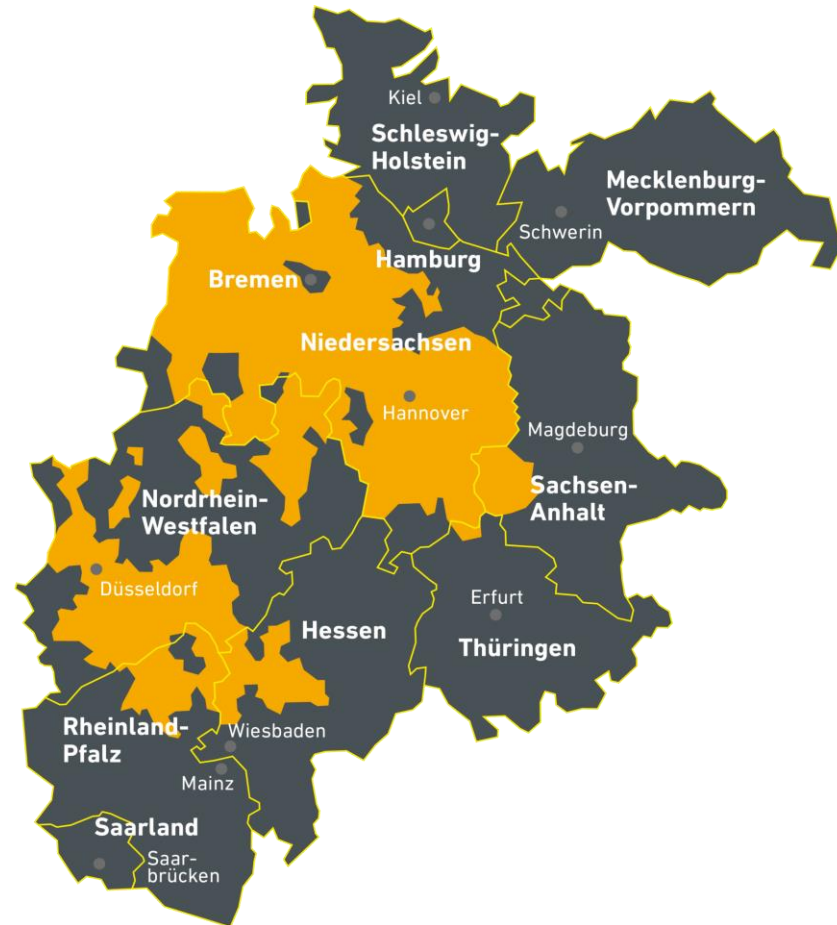 Kiel
Schleswig-
Holstein
Mecklenburg-
Vorpommern
Schwerin
Hamburg
Bremen
Niedersachsen
Hannover
Magdeburg
Sachsen-
Anhalt
Nordrhein-
Westfalen
Düsseldorf
Erfurt
Hessen
Thüringen
Rheinland-
Pfalz
Wiesbaden
Mainz
Saarland
Saar-
brücken